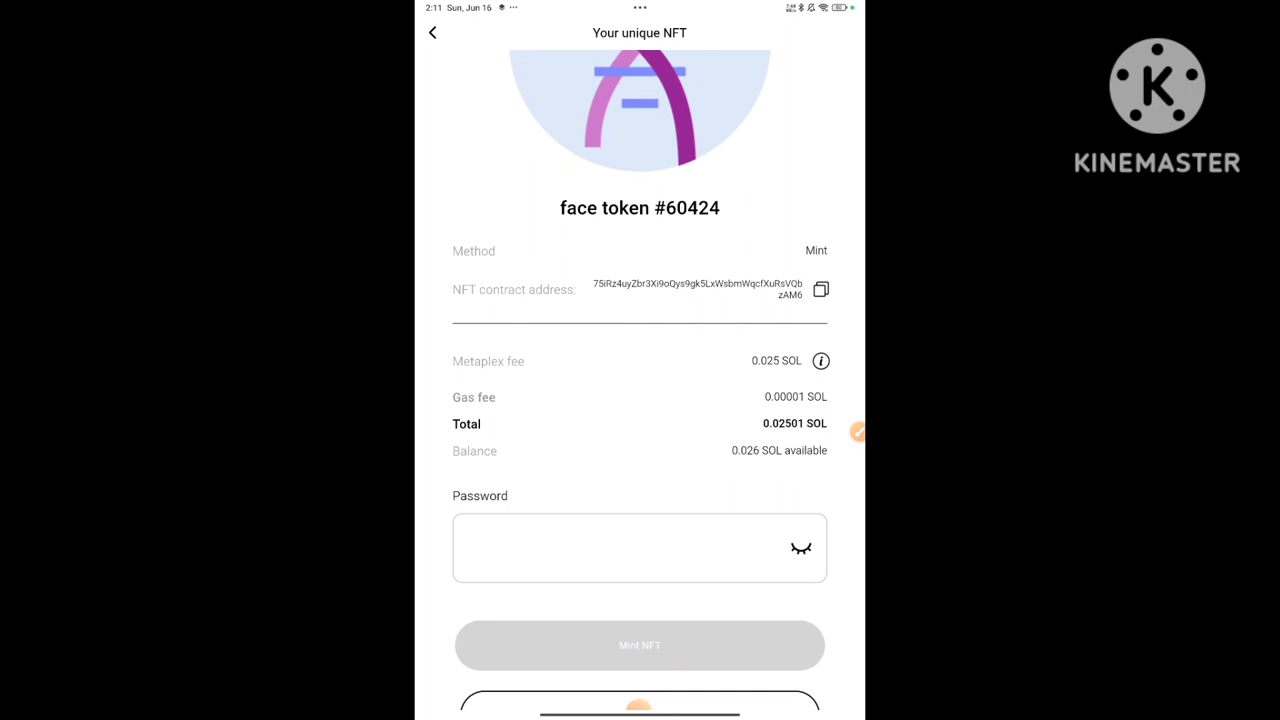 2:11 Sun, Jun 16
Your unique NFT
K
KINEMASTER
face token #60424
Method Mint
NFT contract address: 75iRz4uyZbr3Xi9oQys9gk5LxWsbmWqcfXuRsVQb
zAM6
Metaplex fee 0.025 SOL
Gas fee 0.00001 SOL
Total 0.02501 SOL
Balance 0.026 SOL available
Password
Mint NFT